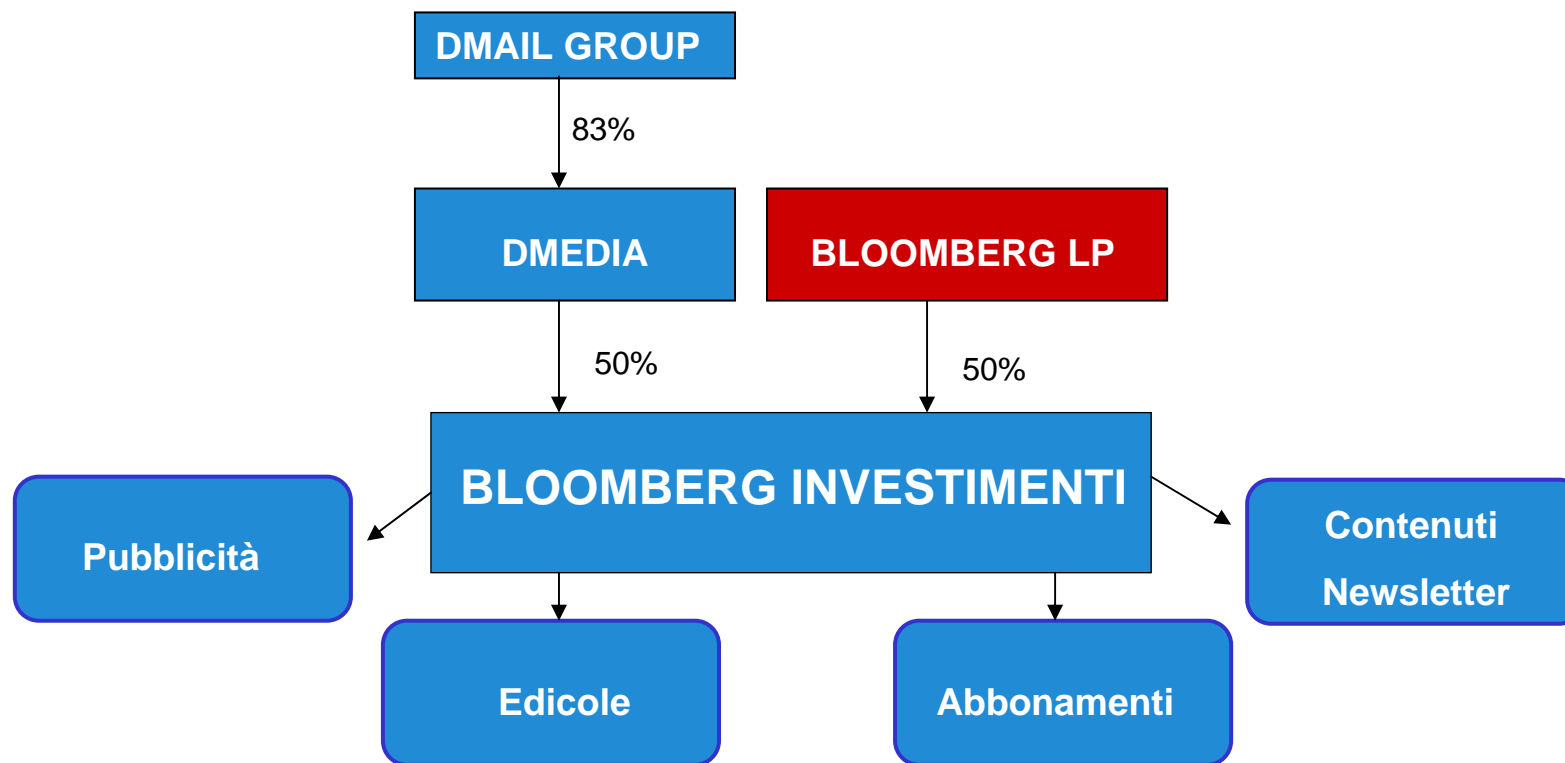 DMAIL GROUP
83%
DMEDIA
BLOOMBERG LP
50%
50%
BLOOMBERG INVESTIMENTI
Pubblicità
Contenuti
Newsletter
Edicole
Abbonamenti